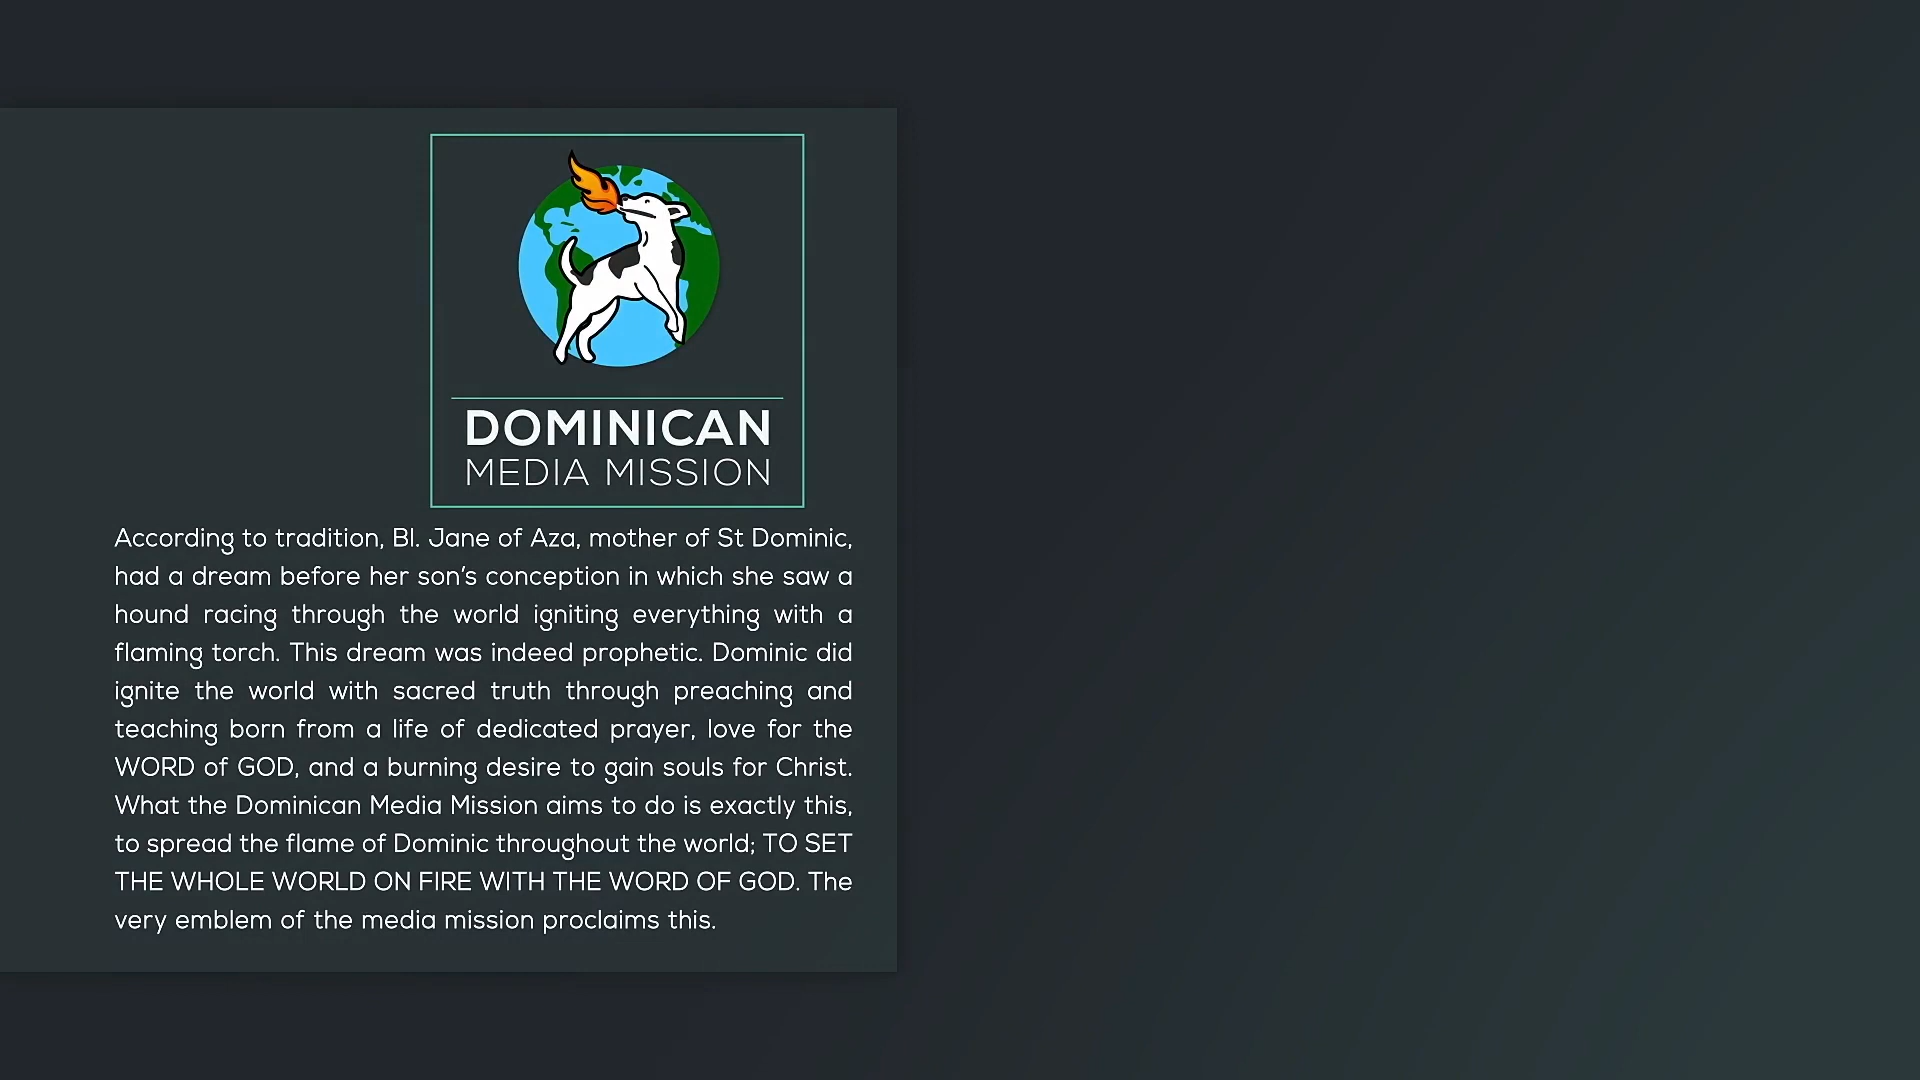 DOMINICAN
MEDIA MISSION
According to tradition, Bl. Jane of Aza, mother of St Dominic,
had a dream before her son's conception in which she saw a
hound racing through the world igniting everything with a
flaming torch. This dream was indeed prophetic. Dominic did
ignite the world with sacred truth through preaching and
teaching born from a life of dedicated prayer, love for the
WORD of GOD, and a burning desire to gain souls for Christ.
What the Dominican Media Mission aims to do is exactly this,
to spread the flame of Dominic throughout the world; TO SET
THE WHOLE WORLD ON FIRE WITH THE WORD OF GOD. The
very emblem of the media mission proclaims this.